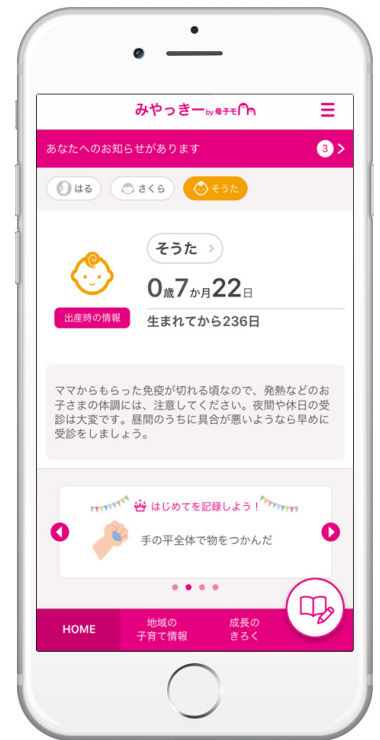 みやっきー by 母子モ
あなたへのお知らせがあります 3
はる さくら そうた
そうた
0歳7か月22日
出産時の情報
生まれてから236日
ママからもらった免疫が切れる頃なので、発熱などのお
子さまの体調には、注意してください。夜間や休日の受
診は大変です。昼間のうちに具合が悪いようなら早めに
受診をしましょう。
はじめてを記録しよう！
手の平全体で物をつかんだ
HOME
地域の
子育て情報
成長の
きろく